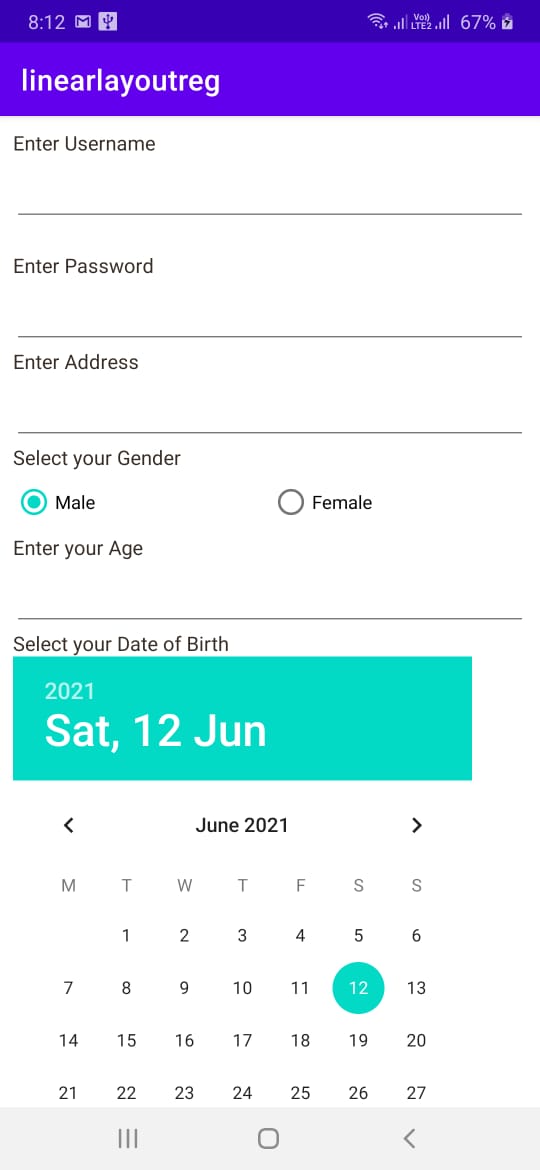 8:12 Vo)) LTE2 67%
linearlayoutreg
Enter Username
Enter Password
Enter Address
Select your Gender
Male Female
Enter your Age
Select your Date of Birth
2021
Sat, 12 Jun
June 2021
M T W T F S S
1 2 3 4 5 6
7 8 9 10 11 12 13
14 15 16 17 18 19 20
21 22 23 24 25 26 27